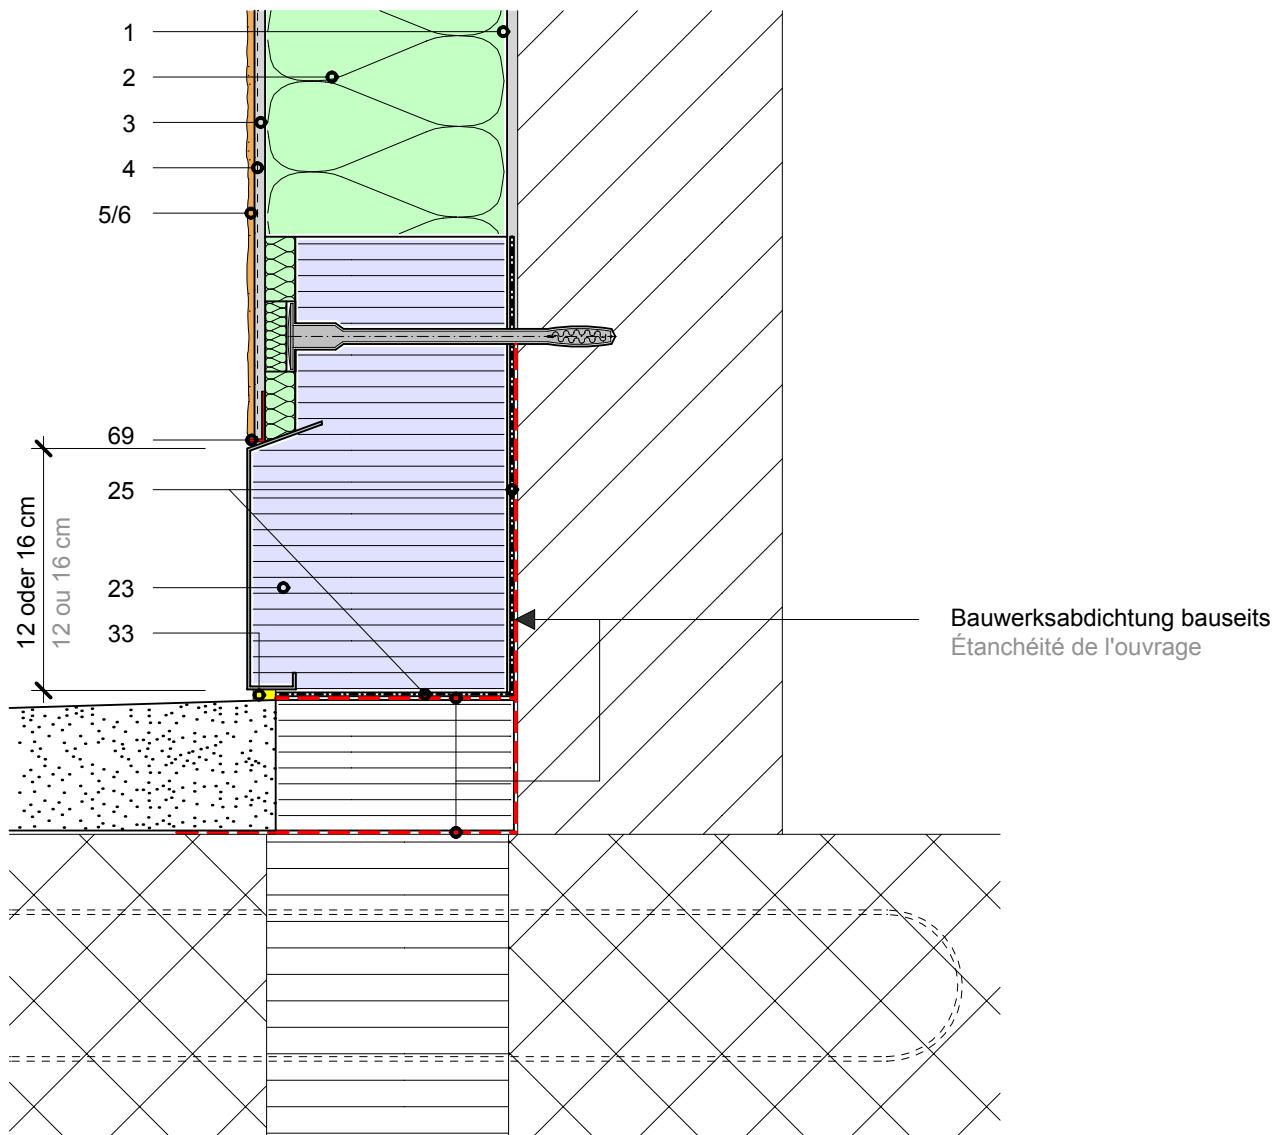 1
2
3
4
5/6
69
25
23
33
12 oder 16 cm
12 ou 16 cm
Bauwerksabdichtung bauseits
Étanchéité de l'ouvrage